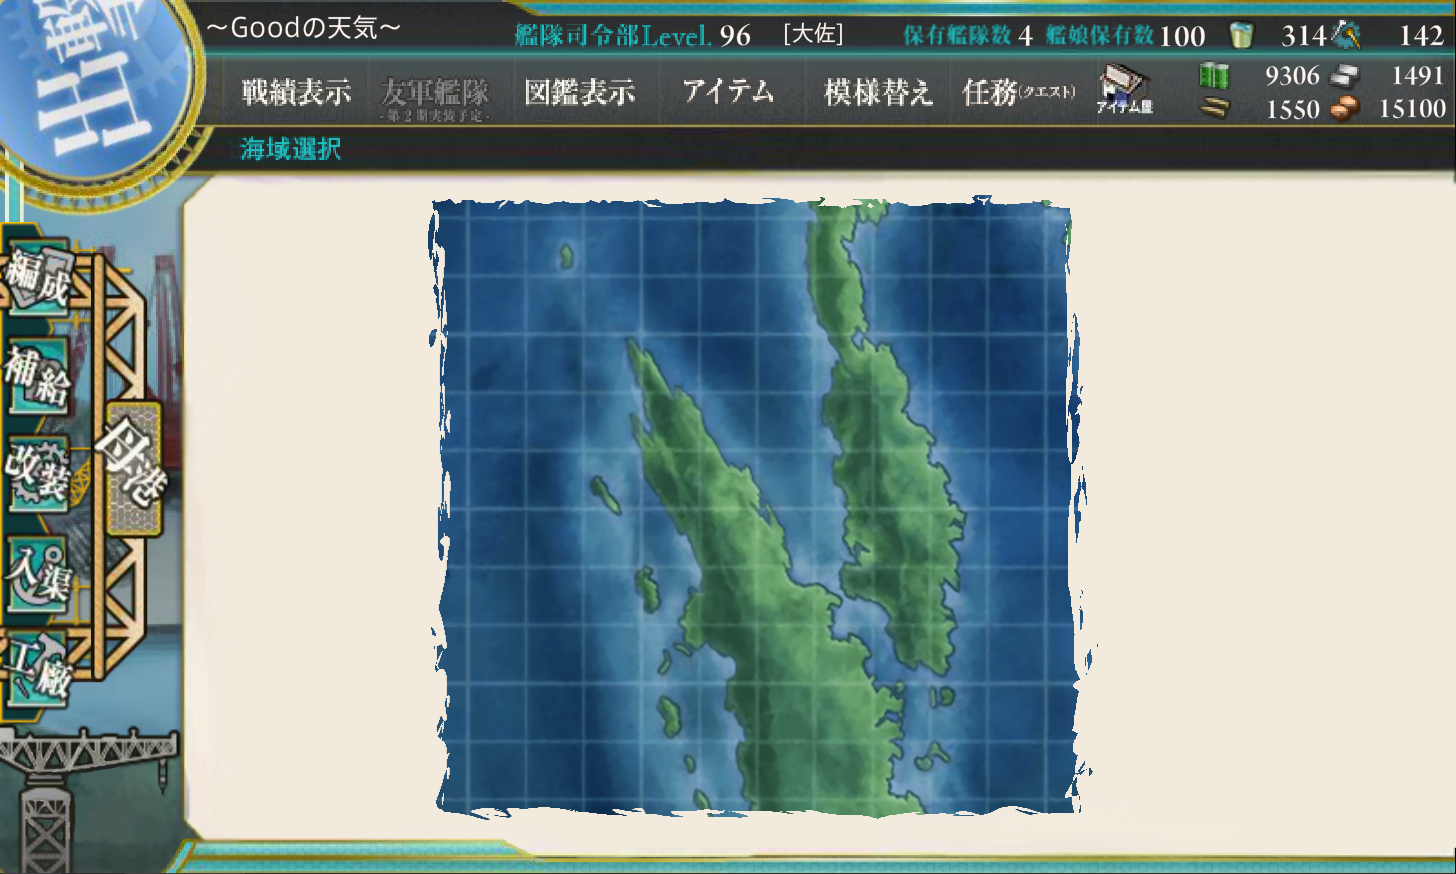 出撃
～Goodの天気～
艦隊司令部Level. 96 [大佐]
保有艦隊数 4 艦娘保有数 100
314 142
戦績表示
友軍艦隊
-第2期実装予定-
図鑑表示
アイテム
模様替え
任務(クエスト)
アイテム屋
9306 1491
1550 15100
海域選択
編成
補給
改装
入渠
工廠
母港